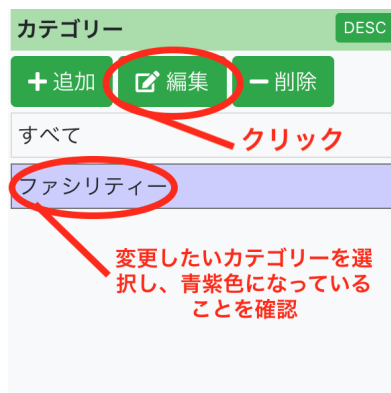 カテゴリー DESC
追加 編集 削除
すべて
クリック
ファシリティー
変更したいカテゴリーを選
択し、青紫色になっている
ことを確認